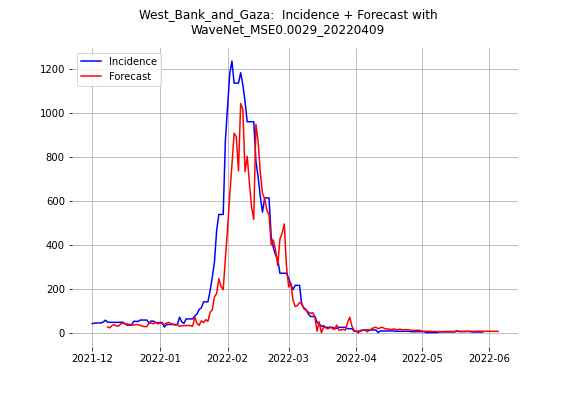 West_Bank_and_Gaza:  Incidence + Forecast with
WaveNet_MSE0.0029_20220409
Incidence
Forecast
1200
1000
800
600
400
200
0
2021-12 2022-01 2022-02 2022-03 2022-04 2022-05 2022-06